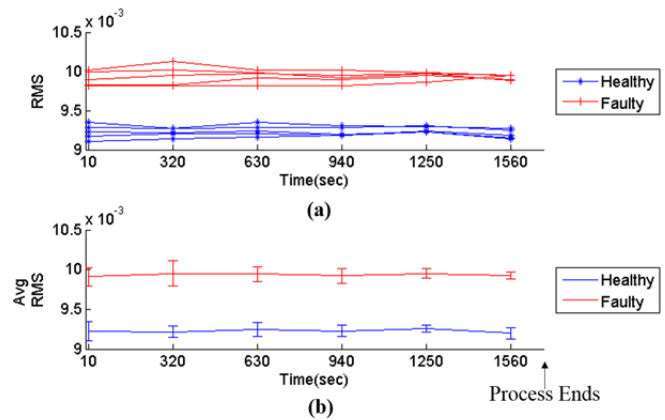 x 10⁻³
10.5
10
9.5
9
RMS
10 320 630 940 1250 1560
Time(sec)
Healthy
Faulty
(a)
x 10⁻³
10.5
10
9.5
9
Avg
RMS
10 320 630 940 1250 1560
Time(sec)
Healthy
Faulty
(b)
Process Ends